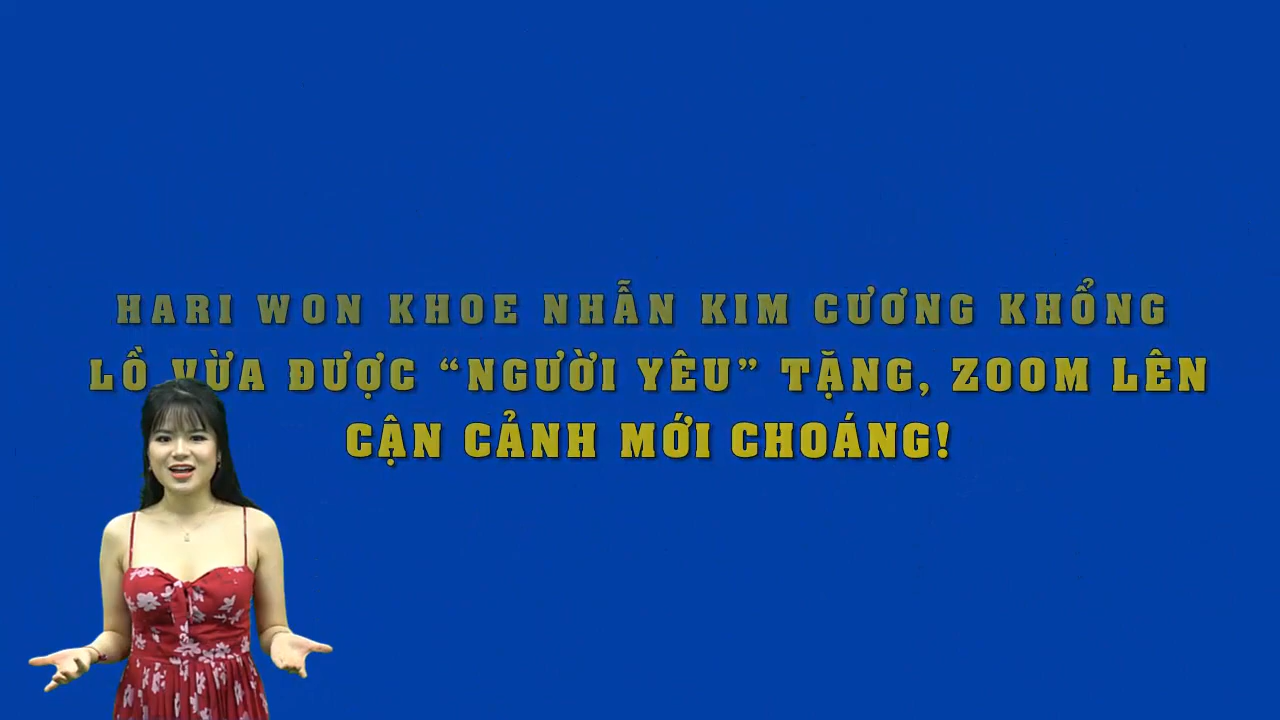 HARI WON KHOE NHẪN KIM CƯƠNG KHỔNG
LỒ VỪA ĐƯỢC “NGƯỜI YÊU” TẶNG, ZOOM LÊN
CẬN CẢNH MỚI CHOÁNG!